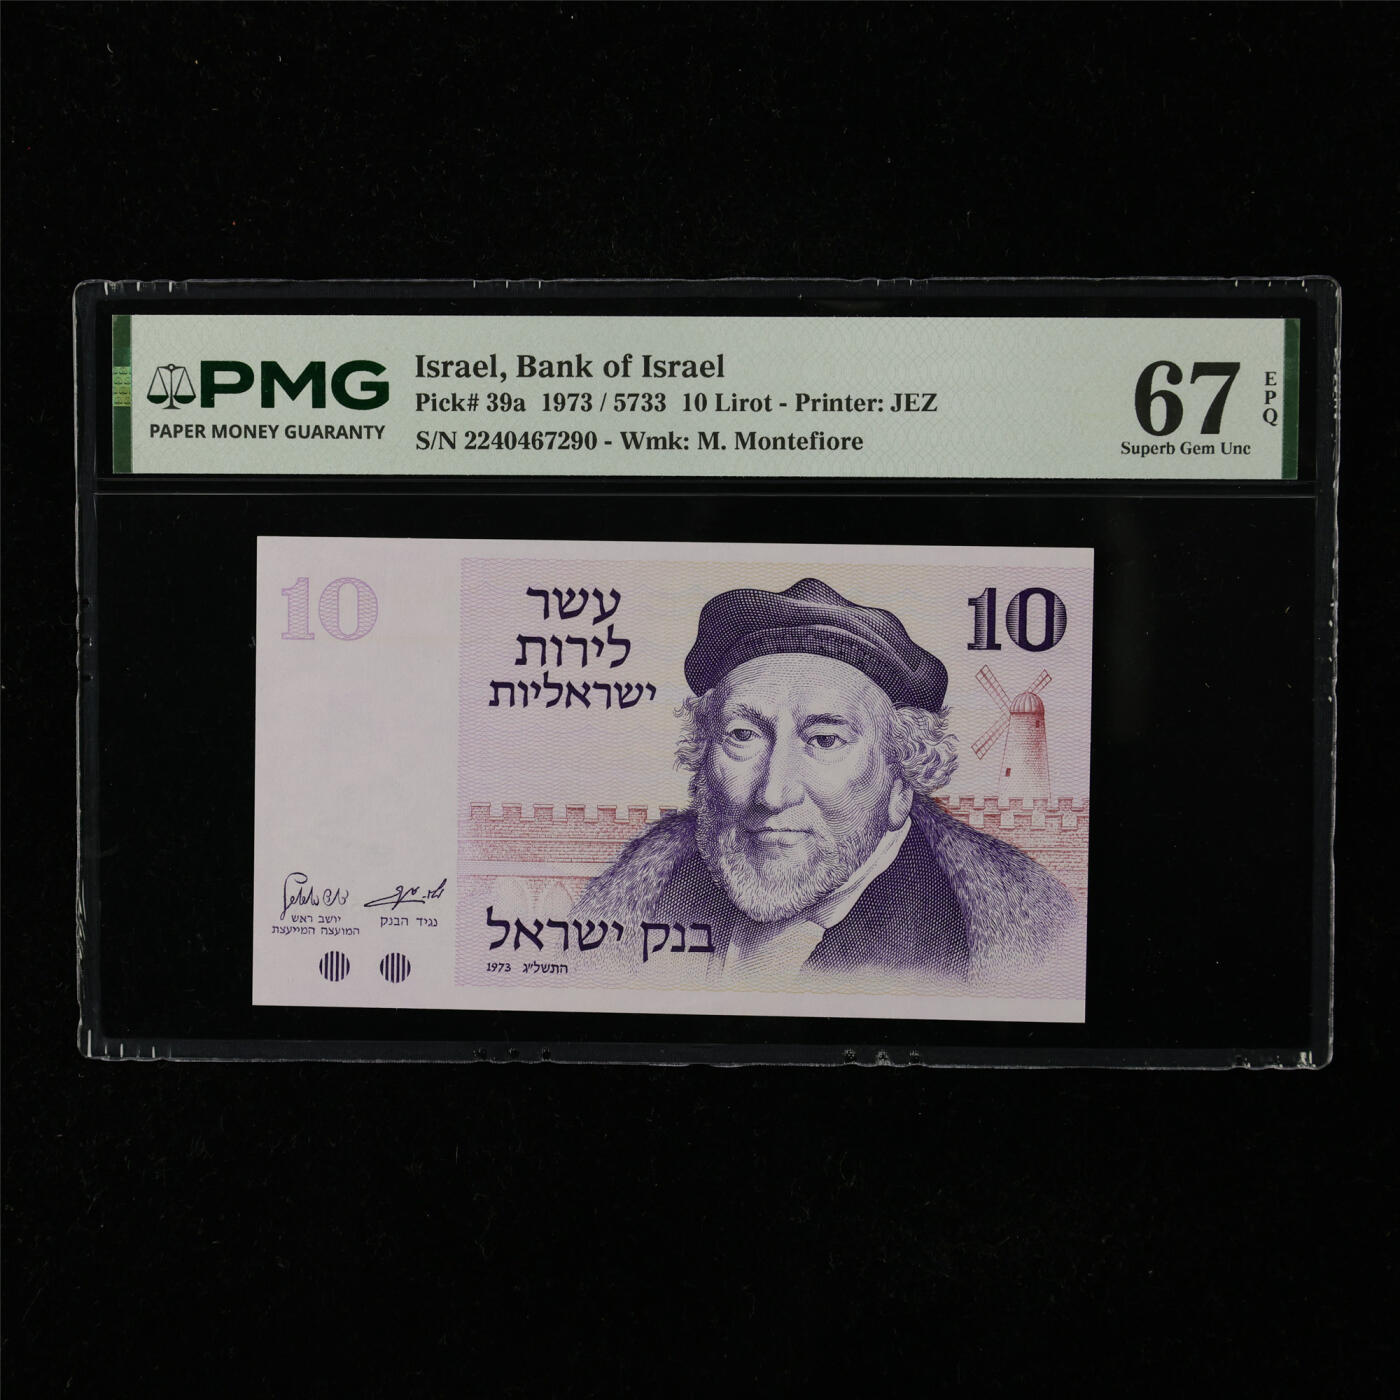 PMG
PAPER MONEY GUARANTY
Israel, Bank of Israel
Pick# 39a 1973 / 5733 10 Lirot - Printer: JEZ
S/N 2240467290 - Wmk: M. Montefiore
67
EPQ
Superb Gem Unc
10
עשר
לירות
ישראליות
10
נגיד הבנק
יושב ראש
המועצה המייעצת
בנק ישראל
התשל״ג 1973